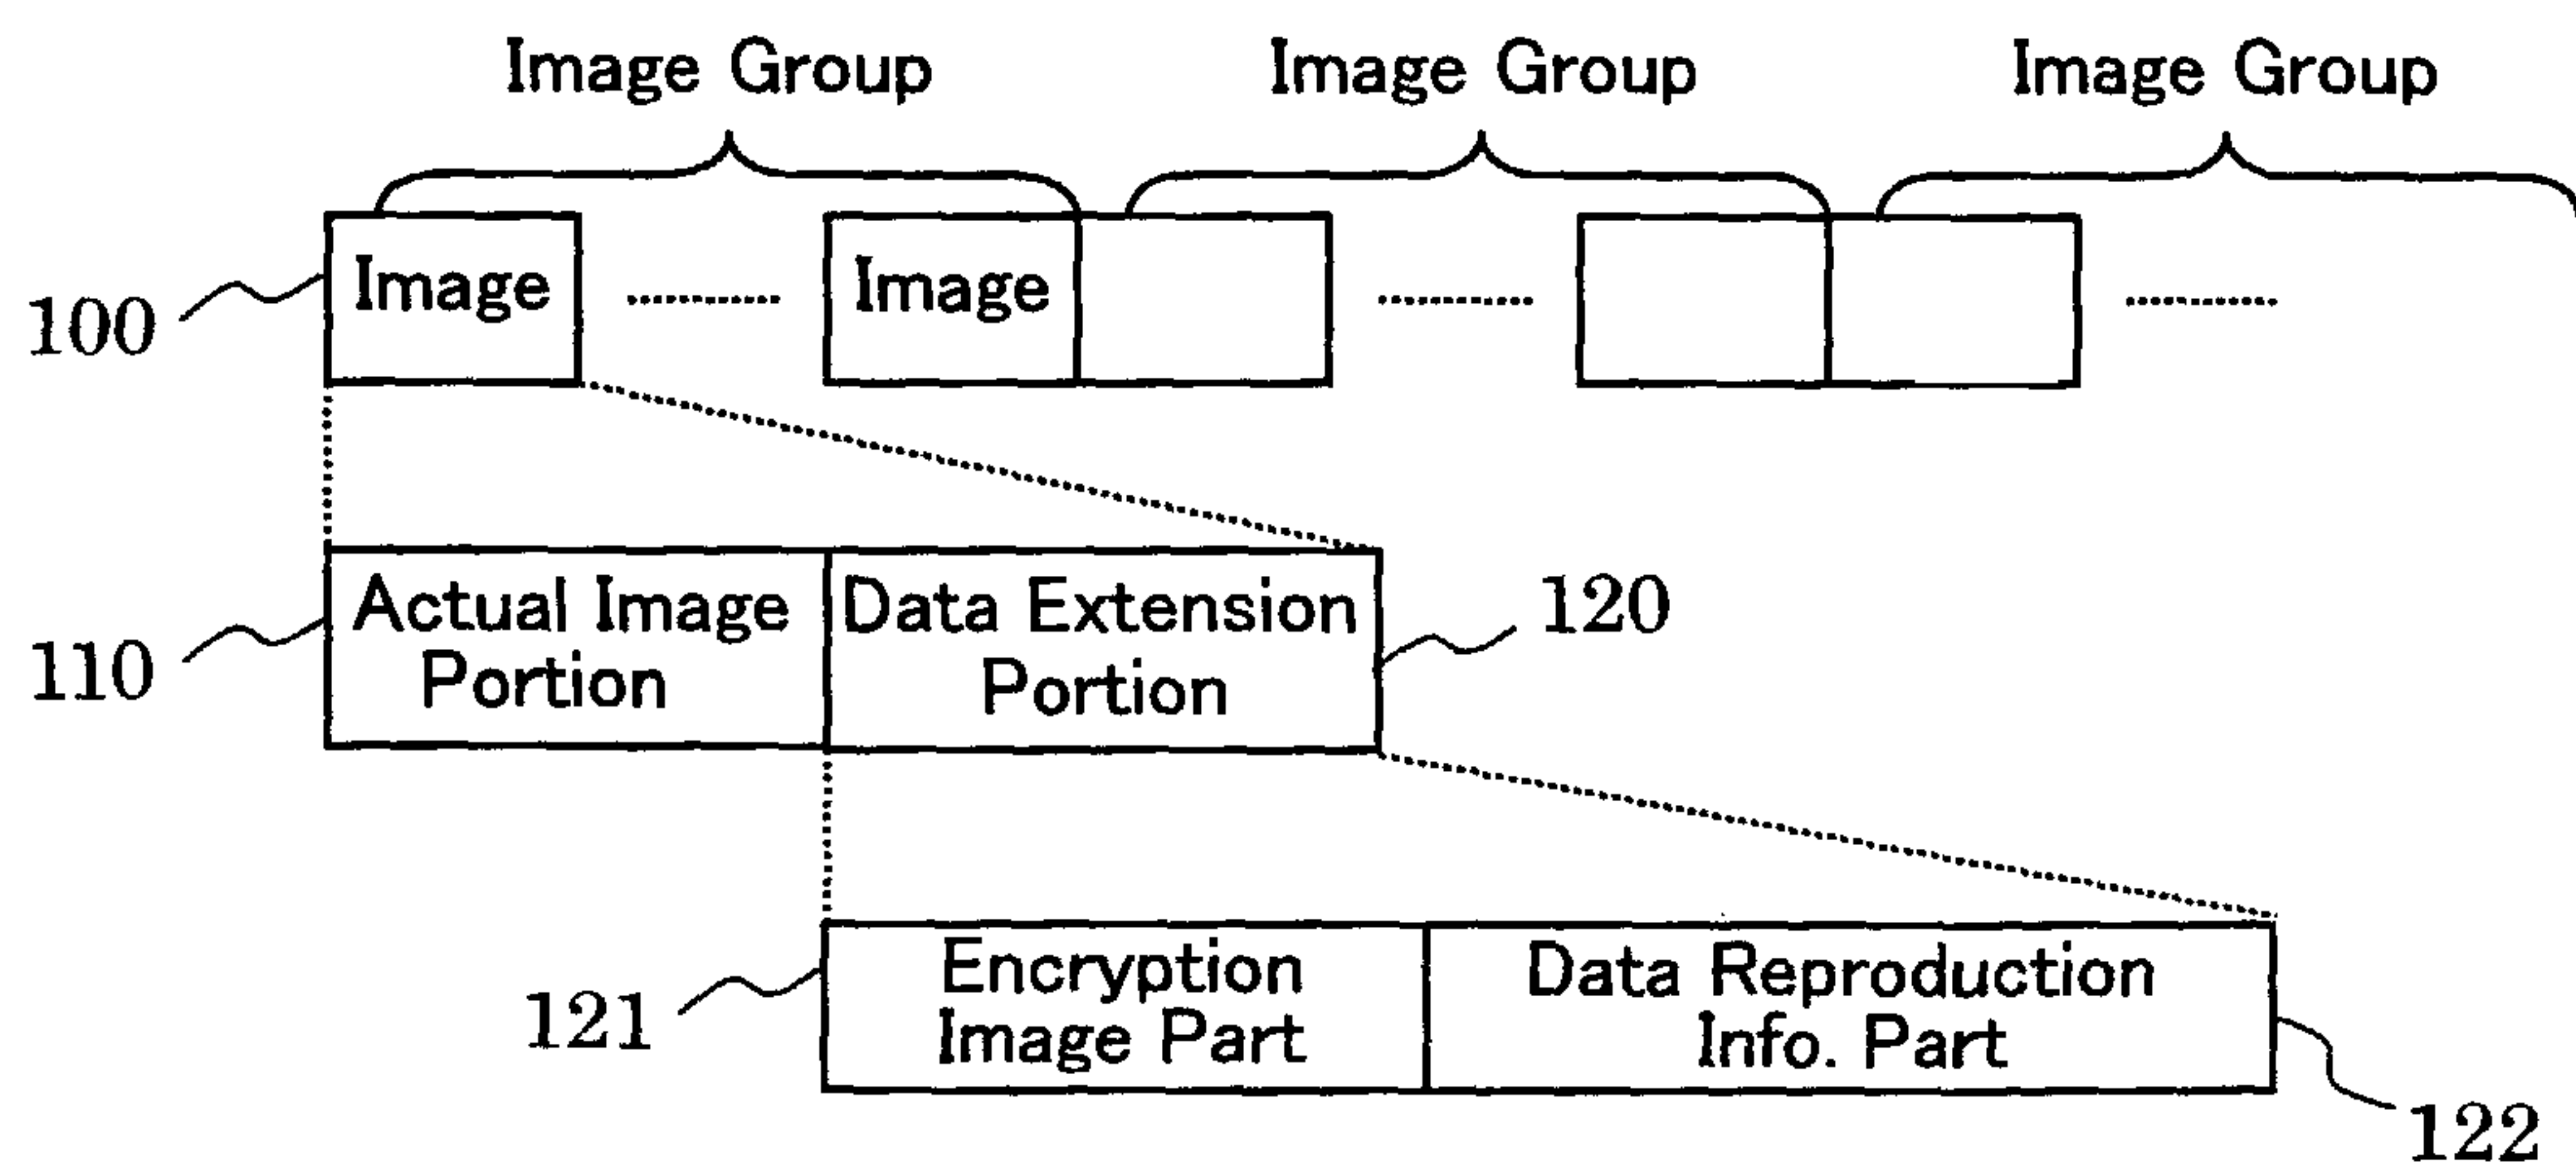 Image Group Image Group Image Group
100 Image Image
110 Actual Image Data Extension 120
Portion Portion
121 Encryption Data Reproduction
Image Part Info. Part 122